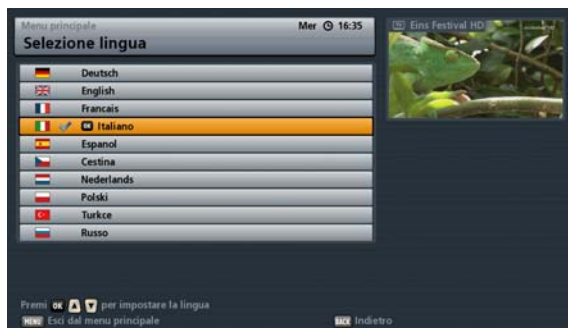 Menu principale
Mer 16:35
Selezione lingua
15 Eins Festival HD
Deutsch
English
Francais
OK Italiano
Espanol
Cestina
Nederlands
Polski
Turkce
Russo
Premi OK per impostare la lingua
MENU Esci dal menu principale
BACK Indietro